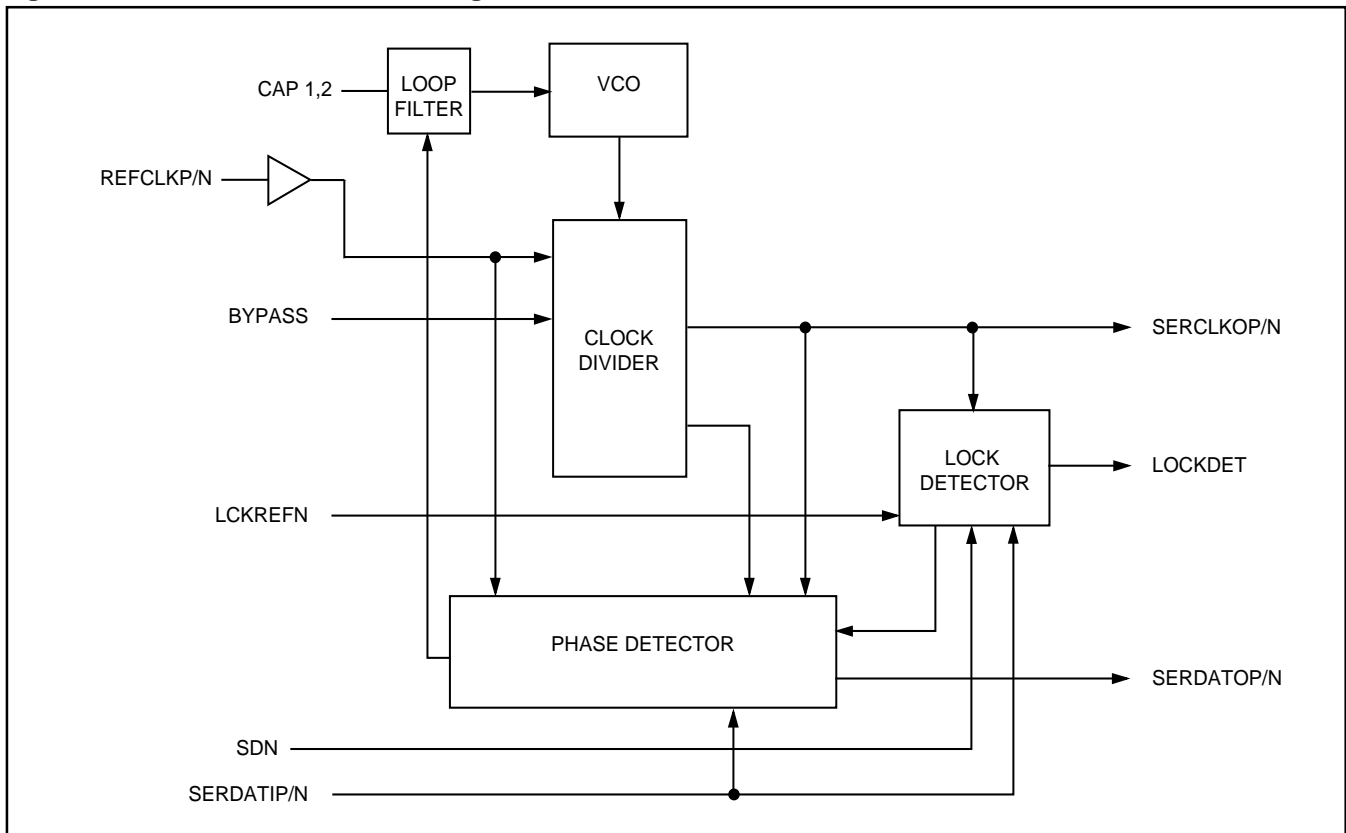 CAP 1,2
LOOP
FILTER
VCO
REFCLKP/N
BYPASS
CLOCK
DIVIDER
SERCLKOP/N
LOCK
DETECTOR
LOCKDET
LCKREFN
PHASE DETECTOR
SERDATOP/N
SDN
SERDATIP/N